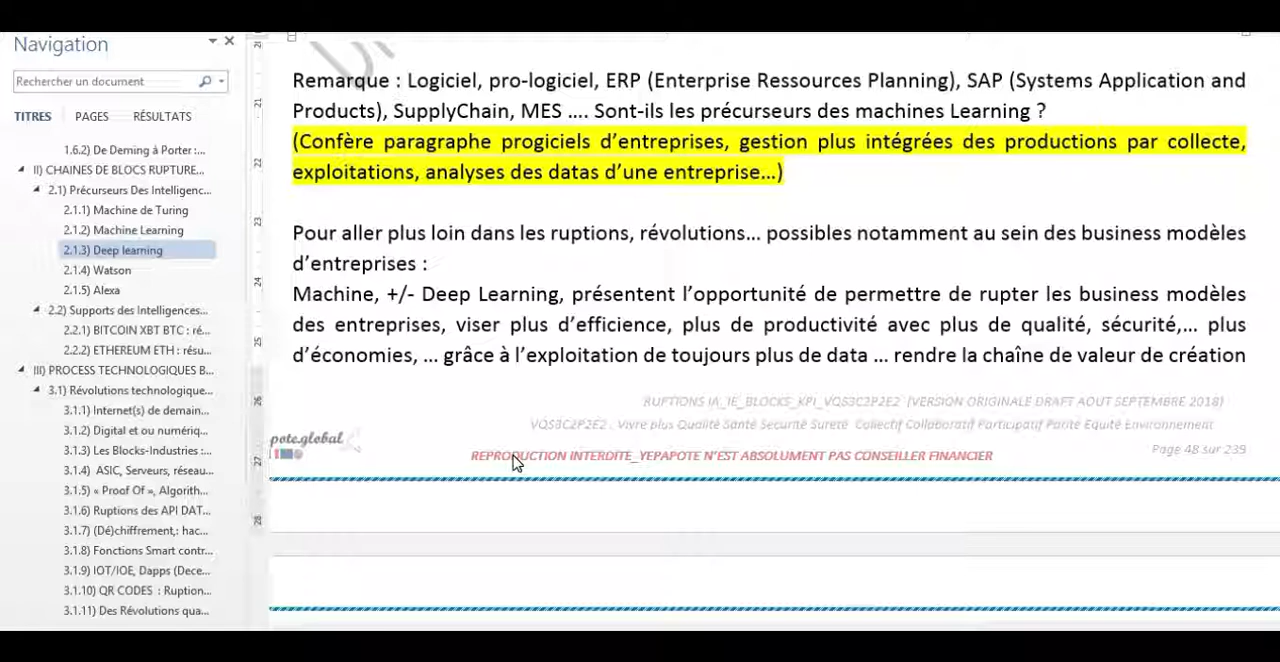 Navigation
Rechercher un document
TITRES PAGES RÉSULTATS
1.6.2) De Deming à Porter :...
II) CHAINES DE BLOCS RUPTURE...
2.1) Précurseurs Des Intelligenc...
2.1.1) Machine de Turing
2.1.2) Machine Learning
2.1.3) Deep learning
2.1.4) Watson
2.1.5) Alexa
2.2) Supports des Intelligences...
2.2.1) BITCOIN XBT BTC : ré...
2.2.2) ETHEREUM ETH : résu...
III) PROCESS TECHNOLOGIQUES B...
3.1) Révolutions technologique...
3.1.1) Internet(s) de demain...
3.1.2) Digital et ou numériq...
3.1.3) Les Blocks-Industries :...
3.1.4) ASIC, Serveurs, réseau...
3.1.5) « Proof Of », Algorith...
3.1.6) Ruptions des API DAT...
3.1.7) (Dé)chiffrement,: hac...
3.1.8) Fonctions Smart contr...
3.1.9) IOT/IOE, Dapps (Dece...
3.1.10) QR CODES : Ruption...
3.1.11) Des Révolutions qua...
21
22
23
24
25
26
27
28
Remarque : Logiciel, pro-logiciel, ERP (Enterprise Ressources Planning), SAP (Systems Application and
Products), SupplyChain, MES .... Sont-ils les précurseurs des machines Learning ?
(Confère paragraphe progiciels d'entreprises, gestion plus intégrées des productions par collecte,
exploitations, analyses des datas d'une entreprise...)
Pour aller plus loin dans les ruptions, révolutions... possibles notamment au sein des business modèles
d'entreprises :
Machine, +/- Deep Learning, présentent l'opportunité de permettre de rupter les business modèles
des entreprises, viser plus d'efficience, plus de productivité avec plus de qualité, sécurité,... plus
d'économies, ... grâce à l'exploitation de toujours plus de data ... rendre la chaîne de valeur de création
RUPTIONS IA_IE_BLOCKS_KPI_VQS3C2P2E2 (VERSION ORIGINALE DRAFT AOUT SEPTEMBRE 2018)
VQS3C2P2E2 : Vivre plus Qualité Santé Sécurité Sureté Collectif Collaboratif Participatif Parité Equité Environnement
pote.global
REPRODUCTION INTERDITE_YEPAPOTE N'EST ABSOLUMENT PAS CONSEILLER FINANCIER
Page 48 sur 239